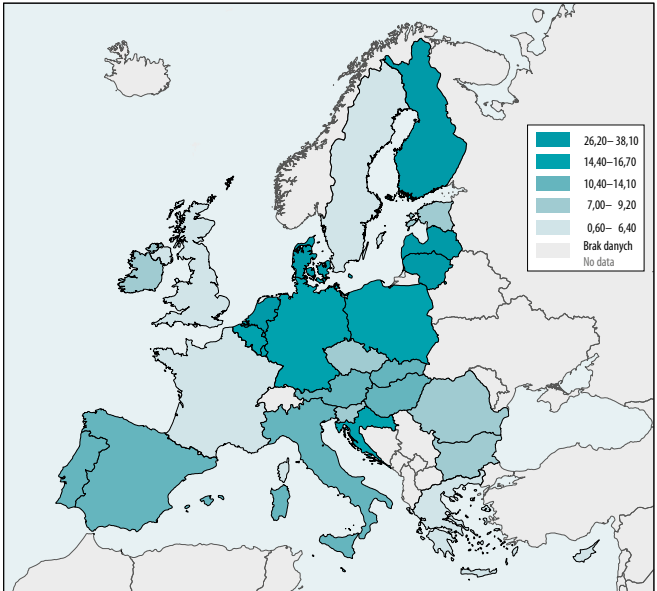 26,20– 38,10
14,40–16,70
10,40–14,10
7,00– 9,20
0,60– 6,40
Brak danych
No data